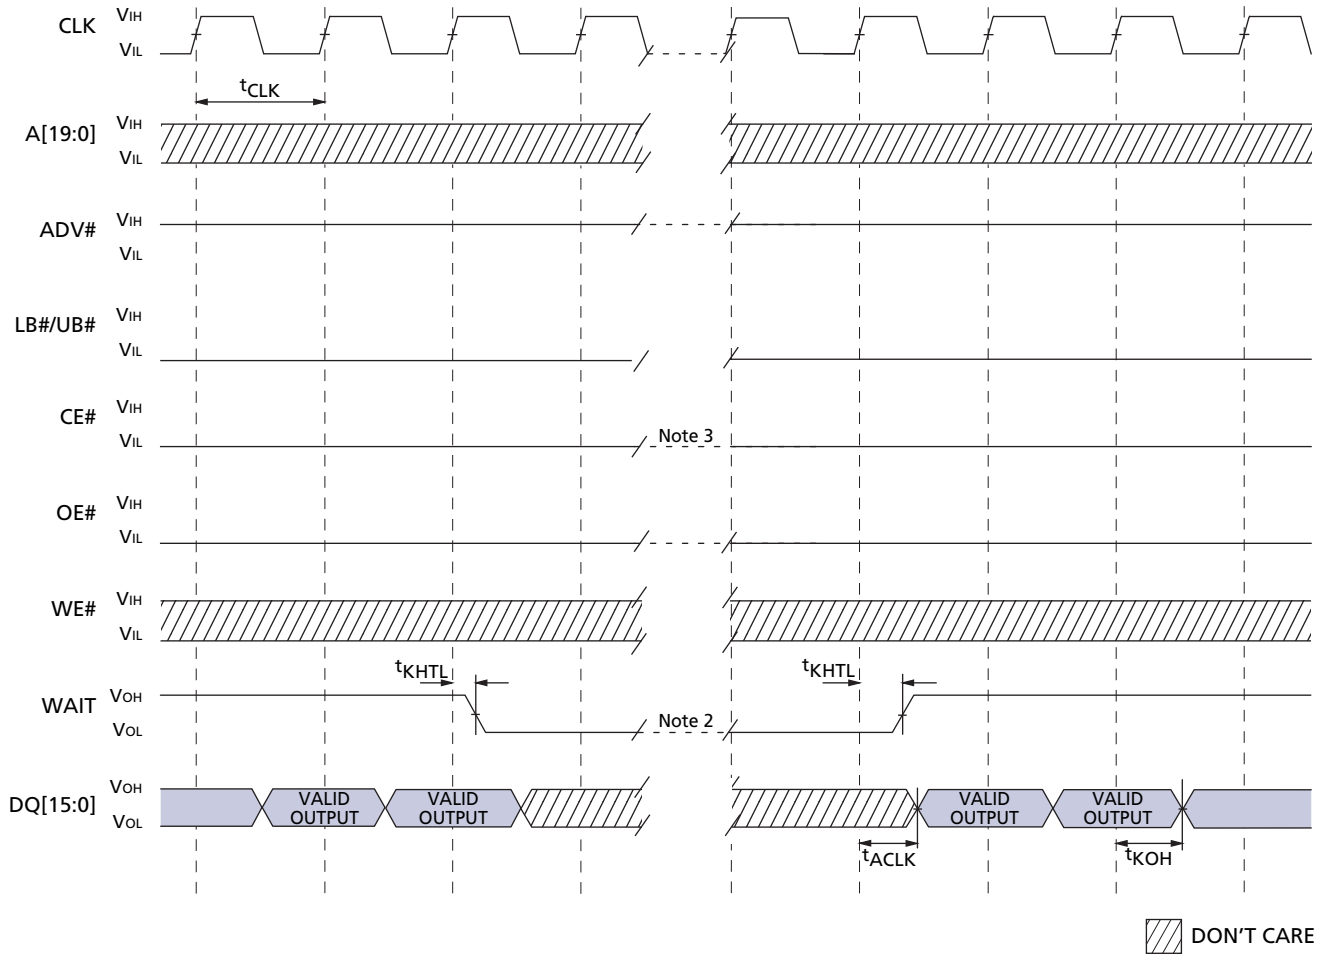 CLK
VIH
VIL
tCLK
A[19:0]
VIH
VIL
ADV#
VIH
VIL
LB#/UB#
VIH
VIL
CE#
VIH
VIL
Note 3
OE#
VIH
VIL
WE#
VIH
VIL
tKHTL
tKHTL
WAIT
VOH
VOL
Note 2
DQ[15:0]
VOH
VOL
VALID
OUTPUT
VALID
OUTPUT
VALID
OUTPUT
VALID
OUTPUT
tACLK
tKOH
DON'T CARE